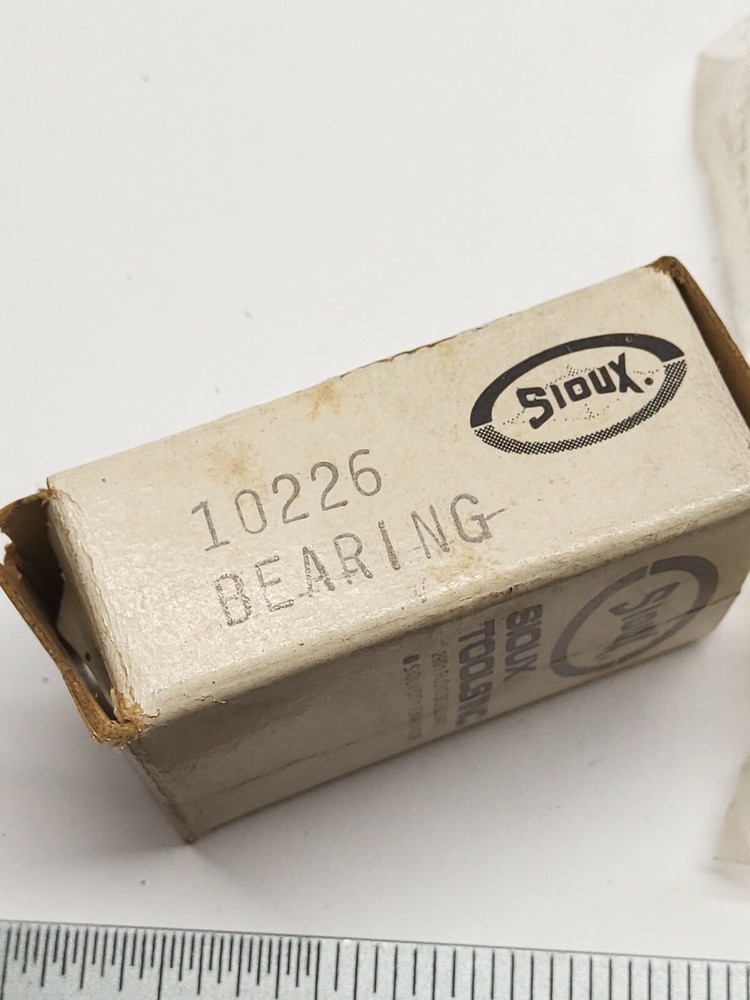 SIOUX.
10226
BEARING
Sioux
SIOUX
TOOLS INC